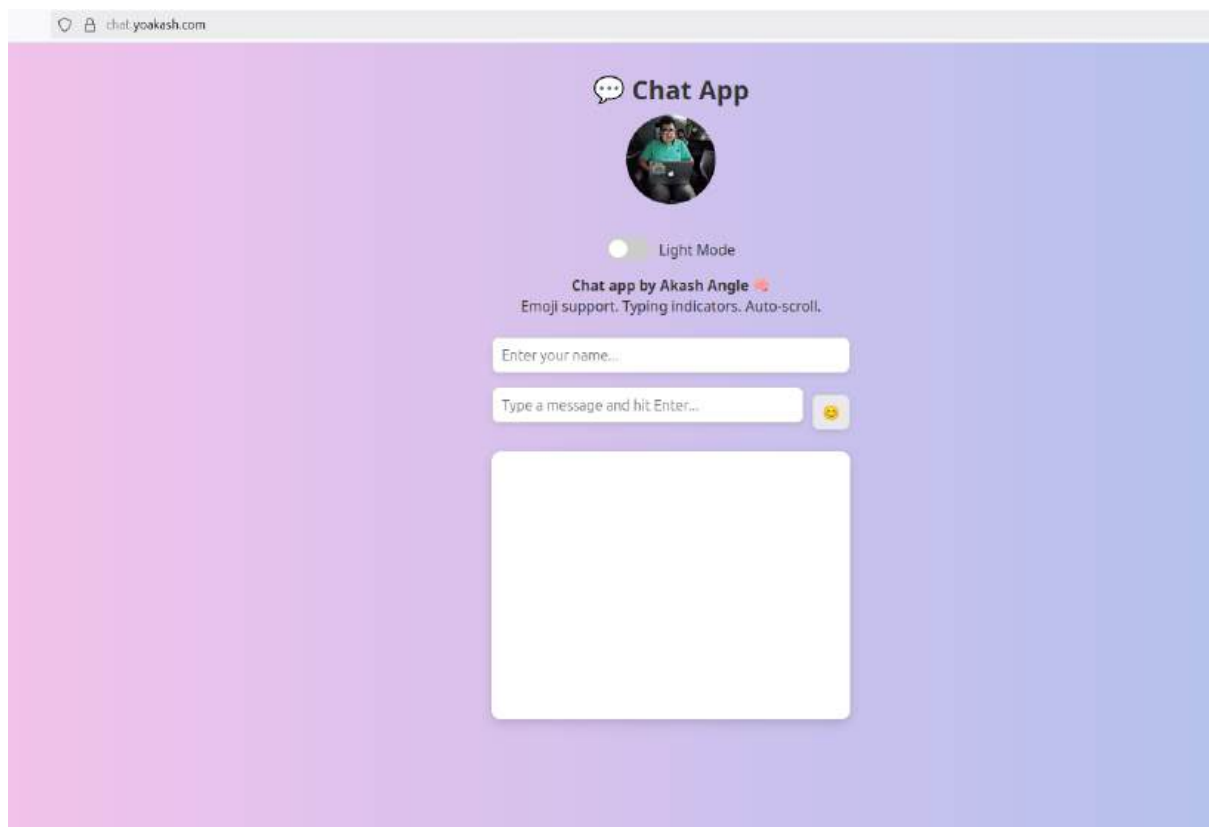 chat.yoakash.com
💬 Chat App
Light Mode
Chat app by Akash Angle 🧠
Emoji support. Typing indicators. Auto-scroll.
Enter your name...
Type a message and hit Enter...
😊